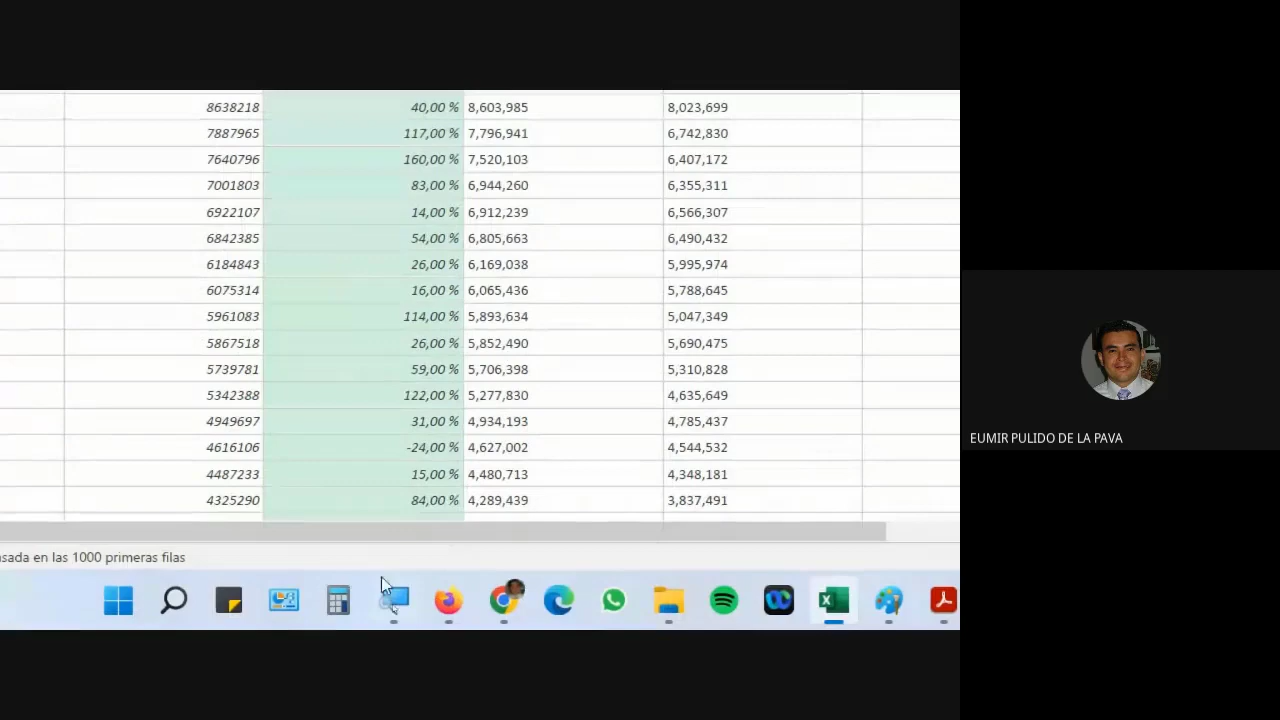 8638218 40,00 % 8,603,985 8,023,699
7887965 117,00 % 7,796,941 6,742,830
7640796 160,00 % 7,520,103 6,407,172
7001803 83,00 % 6,944,260 6,355,311
6922107 14,00 % 6,912,239 6,566,307
6842385 54,00 % 6,805,663 6,490,432
6184843 26,00 % 6,169,038 5,995,974
6075314 16,00 % 6,065,436 5,788,645
5961083 114,00 % 5,893,634 5,047,349
5867518 26,00 % 5,852,490 5,690,475
5739781 59,00 % 5,706,398 5,310,828
5342388 122,00 % 5,277,830 4,635,649
4949697 31,00 % 4,934,193 4,785,437
4616106 -24,00 % 4,627,002 4,544,532
4487233 15,00 % 4,480,713 4,348,181
4325290 84,00 % 4,289,439 3,837,491
EUMIR PULIDO DE LA PAVA
asada en las 1000 primeras filas